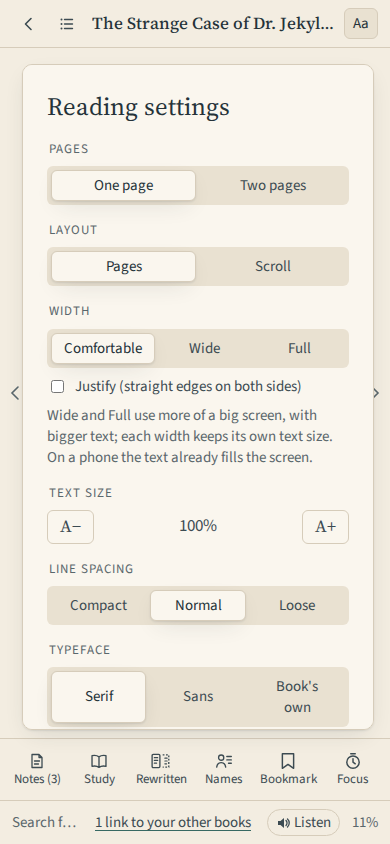 The Strange Case of Dr. Jekyl... Aa
Reading settings
PAGES
One page Two pages
LAYOUT
Pages Scroll
WIDTH
Comfortable Wide Full
Justify (straight edges on both sides)
Wide and Full use more of a big screen, with
bigger text; each width keeps its own text size.
On a phone the text already fills the screen.
TEXT SIZE
A− 100% A+
LINE SPACING
Compact Normal Loose
TYPEFACE
Serif Sans Book's
own
Notes (3) Study Rewritten Names Bookmark Focus
Search f... 1 link to your other books Listen 11%